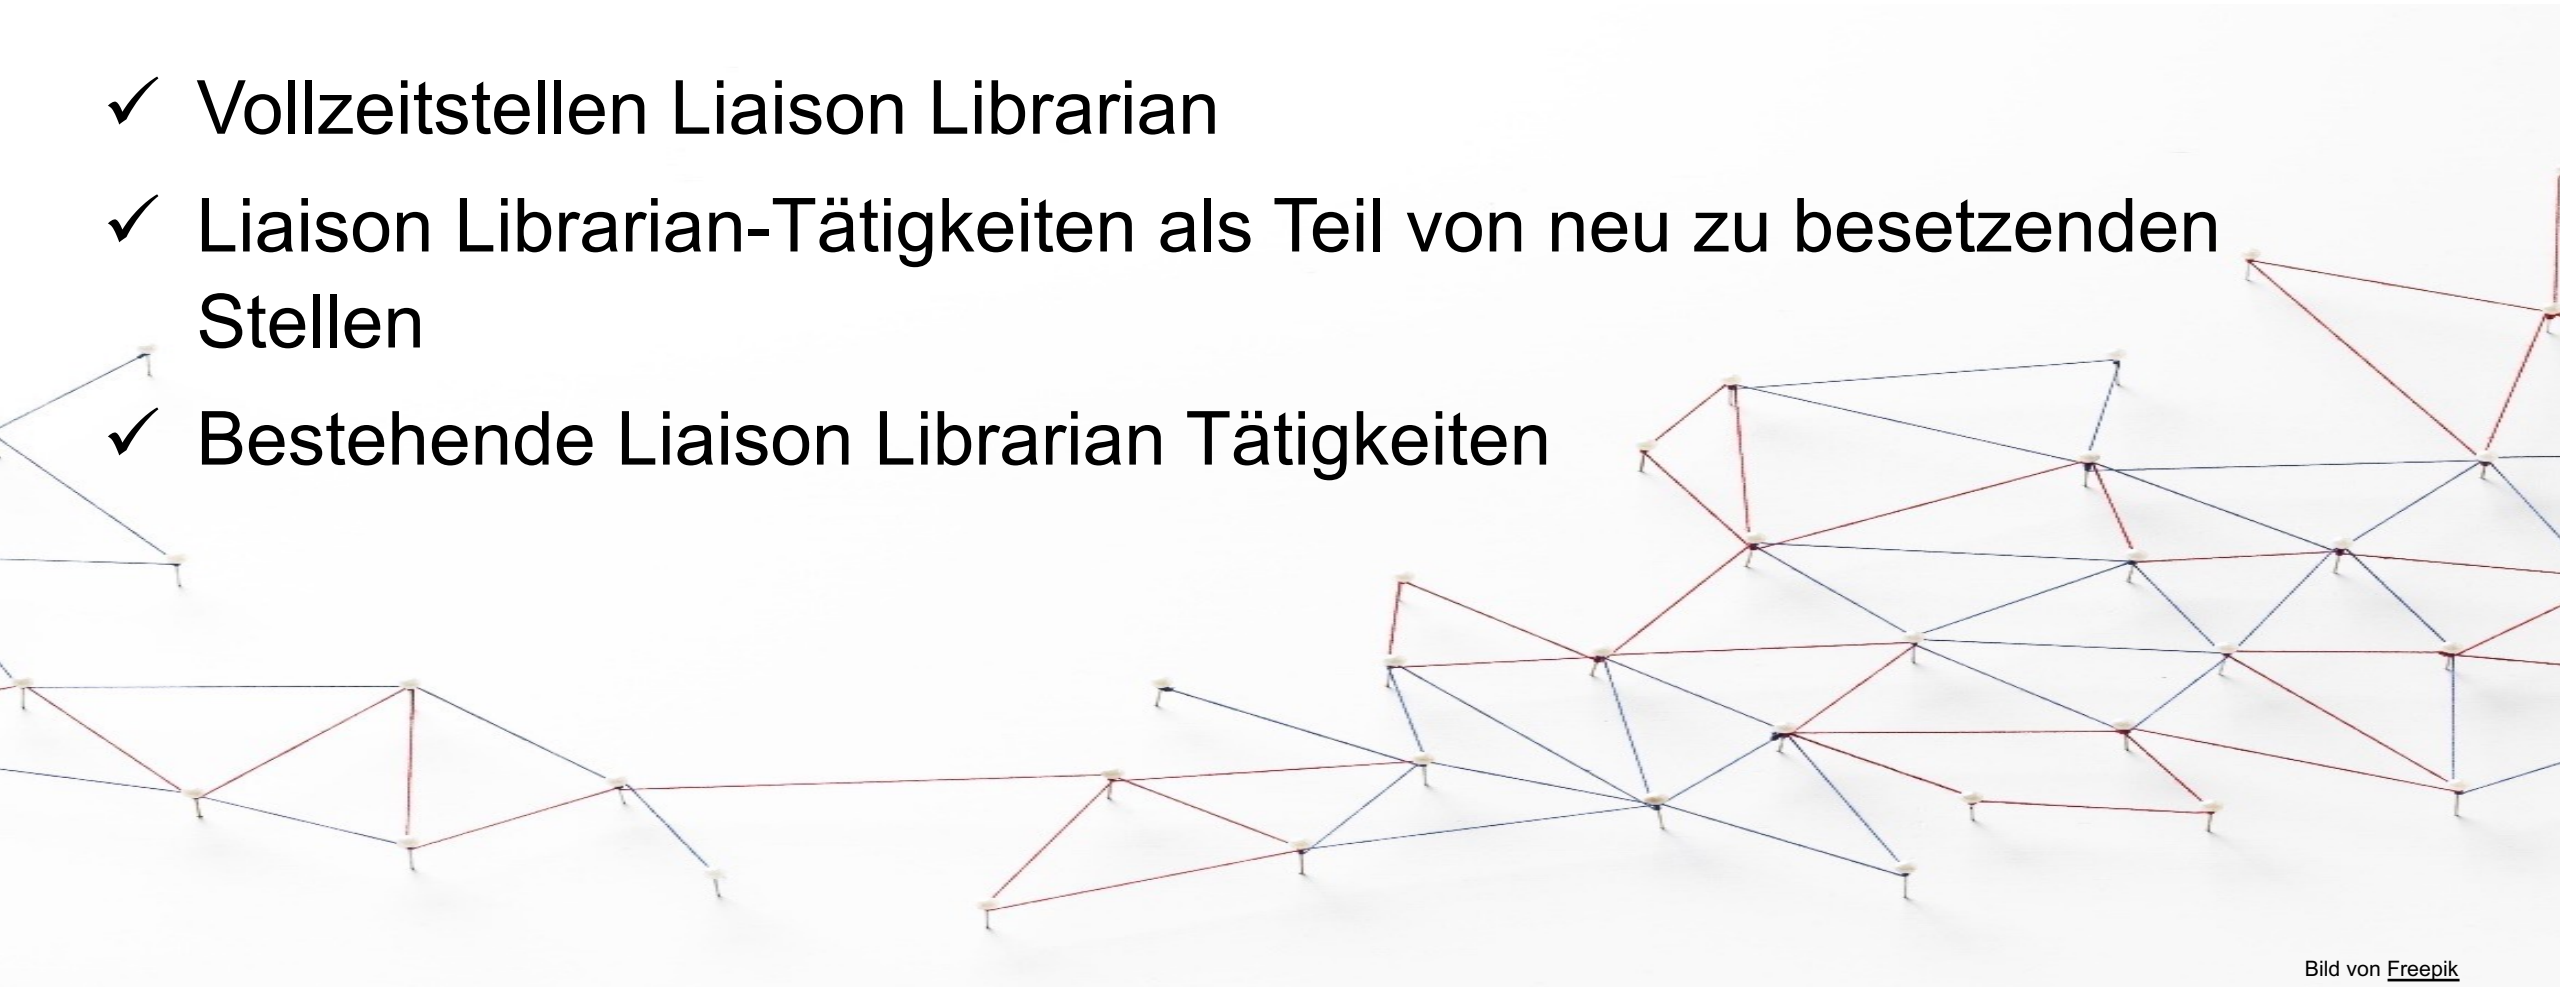 ✓ Vollzeitstellen Liaison Librarian
✓ Liaison Librarian-Tätigkeiten als Teil von neu zu besetzenden
Stellen
✓ Bestehende Liaison Librarian Tätigkeiten
Bild von Freepik